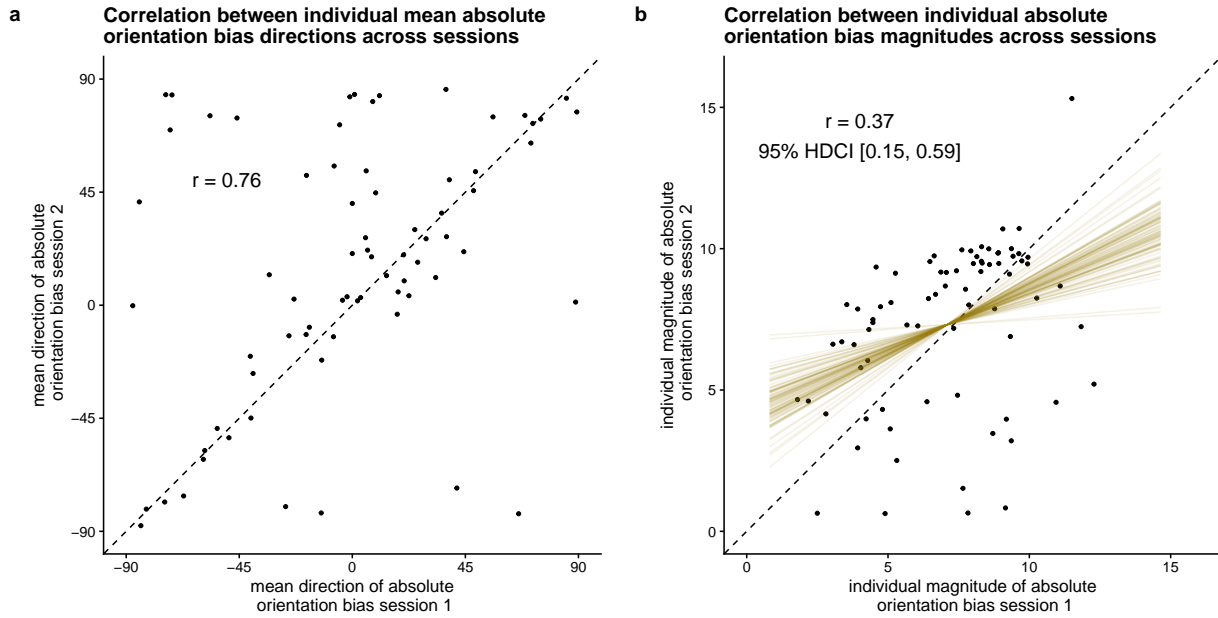 a
Correlation between individual mean absolute
orientation bias directions across sessions
90
45
0
−45
−90
mean direction of absolute
orientation bias session 2
r = 0.76
−90
−45
0
45
90
mean direction of absolute
orientation bias session 1
b
Correlation between individual absolute
orientation bias magnitudes across sessions
15
10
5
0
individual magnitude of absolute
orientation bias session 2
r = 0.37
95% HDCI [0.15, 0.59]
0
5
10
15
individual magnitude of absolute
orientation bias session 1